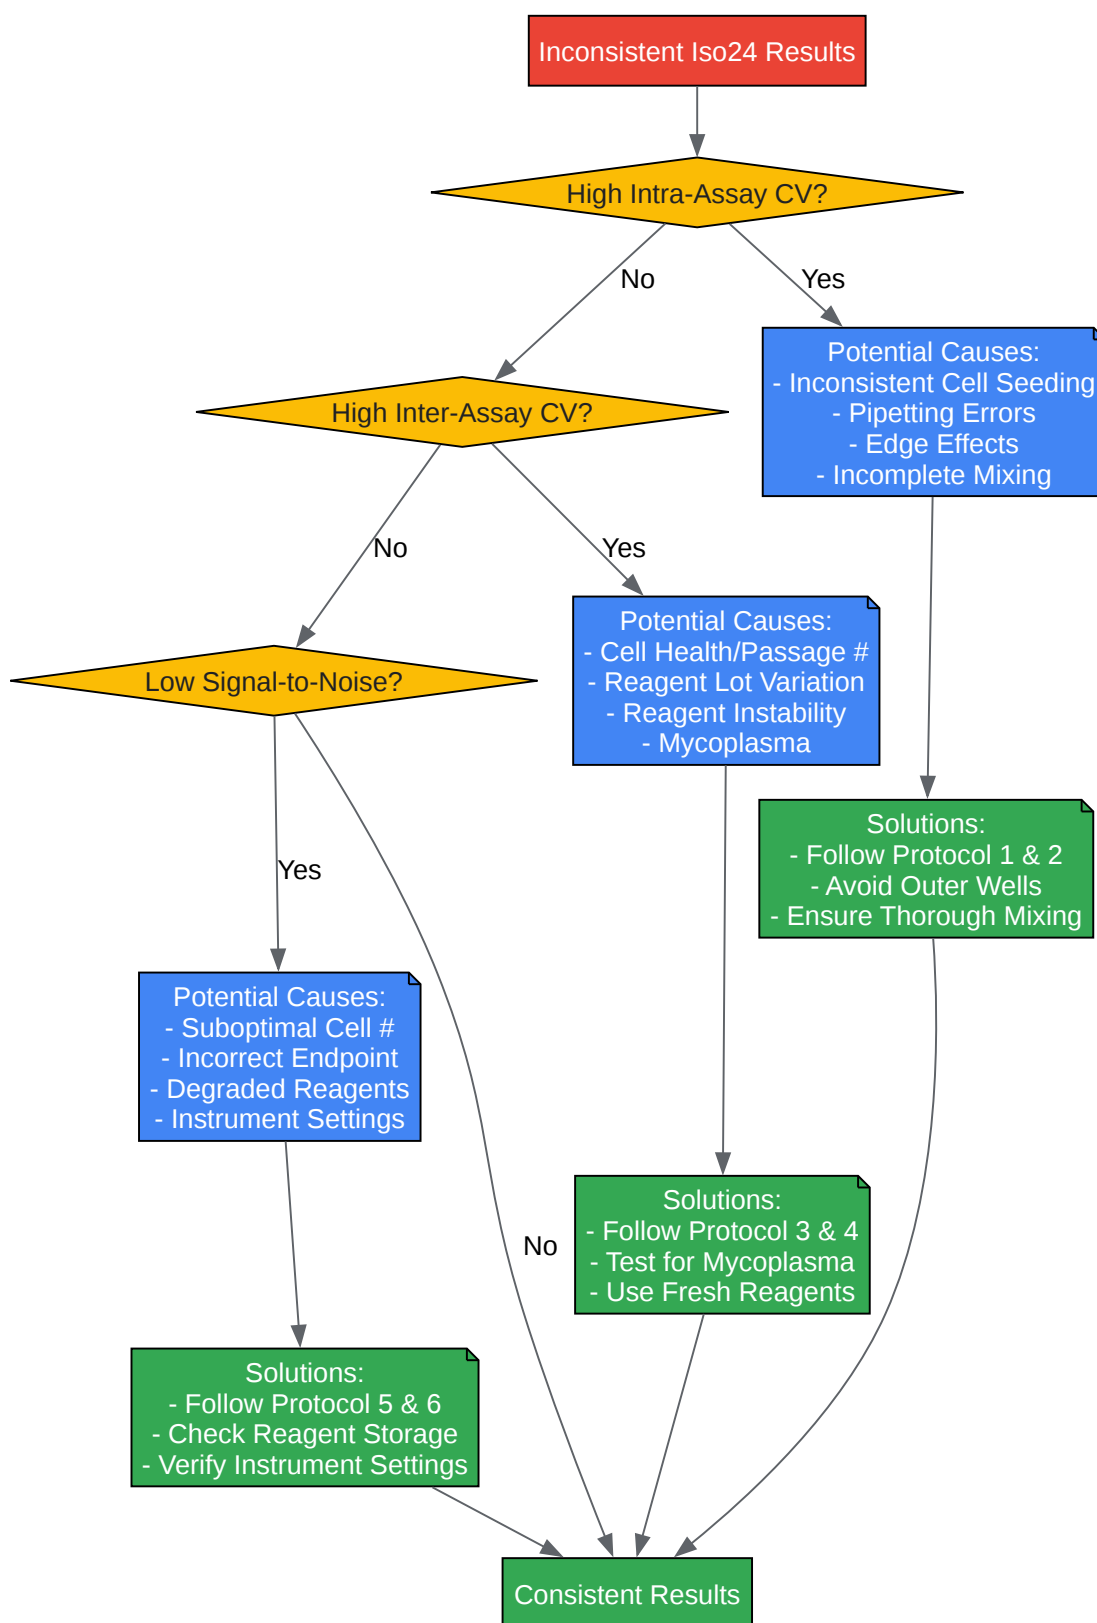 Inconsistent Iso24 Results
High Intra-Assay CV?
No
Yes
Potential Causes:
- Inconsistent Cell Seeding
- Pipetting Errors
- Edge Effects
- Incomplete Mixing
High Inter-Assay CV?
No
Yes
Potential Causes:
- Cell Health/Passage #
- Reagent Lot Variation
- Reagent Instability
- Mycoplasma
Low Signal-to-Noise?
Solutions:
- Follow Protocol 1 & 2
- Avoid Outer Wells
- Ensure Thorough Mixing
Yes
Potential Causes:
- Suboptimal Cell #
- Incorrect Endpoint
- Degraded Reagents
- Instrument Settings
No
Solutions:
- Follow Protocol 3 & 4
- Test for Mycoplasma
- Use Fresh Reagents
Solutions:
- Follow Protocol 5 & 6
- Check Reagent Storage
- Verify Instrument Settings
Consistent Results